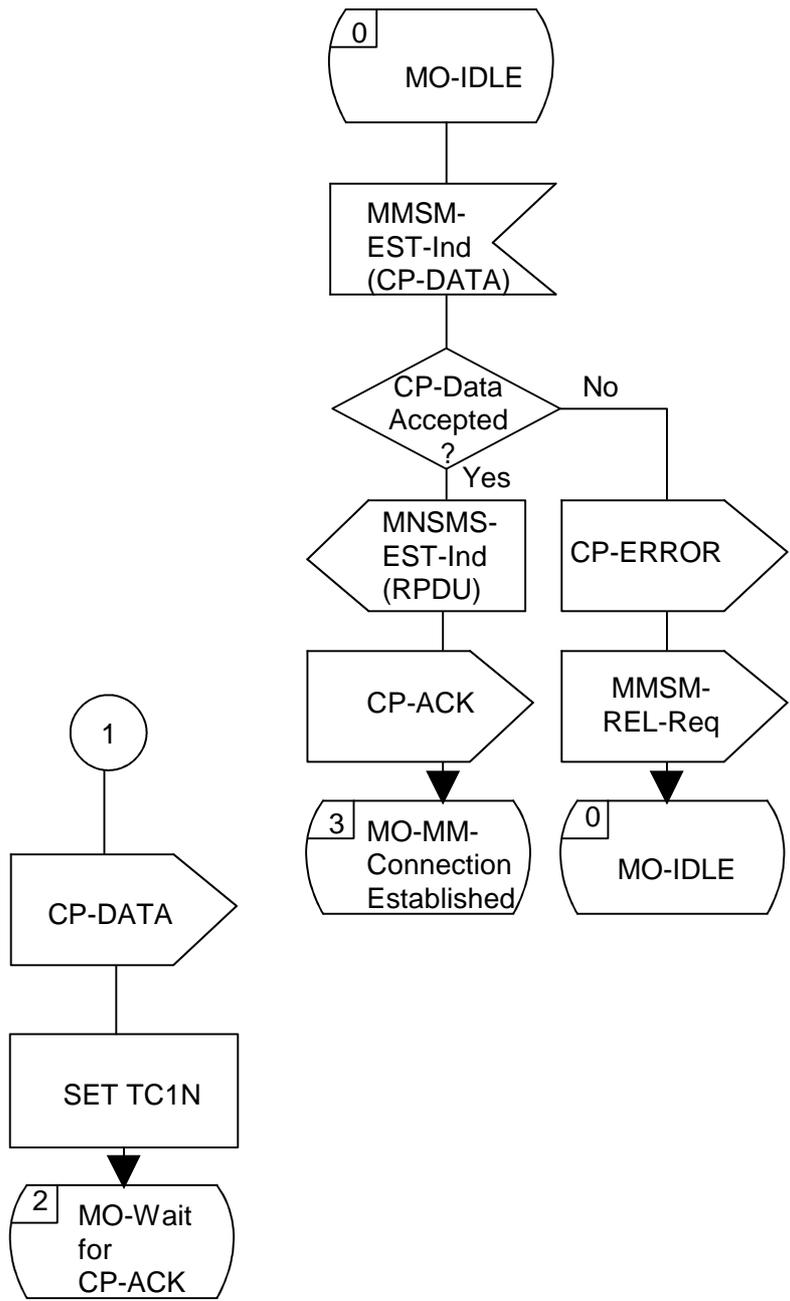 0
MO-IDLE
MMSM-
EST-Ind
(CP-DATA)
CP-Data
Accepted
?
No
Yes
MNSMS-
EST-Ind
(RPDU)
CP-ERROR
CP-ACK
MMSM-
REL-Req
3
MO-MM-
Connection
Established
0
MO-IDLE
1
CP-DATA
SET TC1N
2
MO-Wait
for
CP-ACK